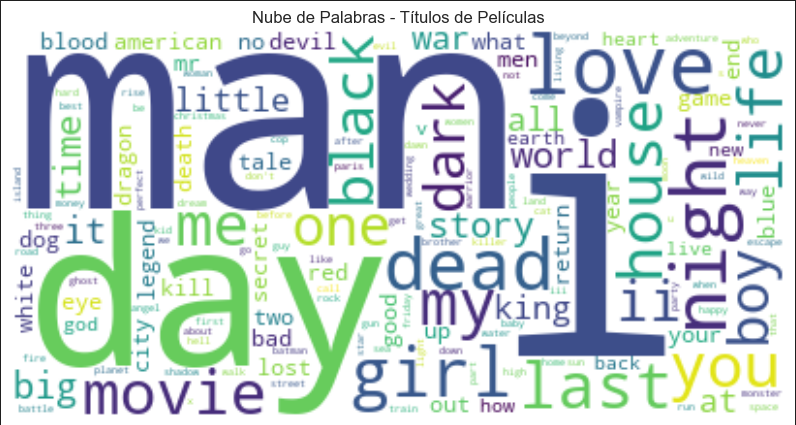 Nube de Palabras - Títulos de Películas
blood american no devil war what love heart adventure who
evil beyond living
mr men not end
hard woman
man i
best rise be little black dark all come vampire game life
time christmas cop after women earth
island dragon death tale v damn world house night new never
perfect paris wedding warrior people year wild heaven moon
money don't dream land cat blue way
thing day me one story get great return boy
three it kid before brother killer
dog we secret go guy like dead ii live when escape
road city legend
white ghost kill red call rock good my king iii party happy that
eye angel two friday up baby your you
god first about bad gun water
hell batman star sea light down home sun back
fire planet shadow walk lost girl part high last
big movie street out how at run monster
battle x train space